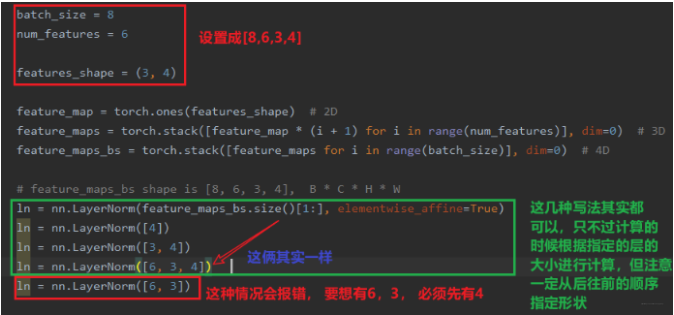 batch_size = 8
num_features = 6
设置成[8,6,3,4]
features_shape = (3, 4)
feature_map = torch.ones(features_shape)  # 2D
feature_maps = torch.stack([feature_map * (i + 1) for i in range(num_features)], dim=0)  # 3D
feature_maps_bs = torch.stack([feature_maps for i in range(batch_size)], dim=0)  # 4D
# feature_maps_bs shape is [8, 6, 3, 4],  B * C * H * W
ln = nn.LayerNorm(feature_maps_bs.size()[1:], elementwise_affine=True)
ln = nn.LayerNorm([4])
ln = nn.LayerNorm([3, 4])
ln = nn.LayerNorm([6, 3, 4])
这俩其实一样
ln = nn.LayerNorm([6, 3])
这种情况会报错， 要想有6，3， 必须先有4
这几种写法其实都
可以，只不过计算的
时候根据指定的层的
大小进行计算，但注意
一定从后往前的顺序
指定形状